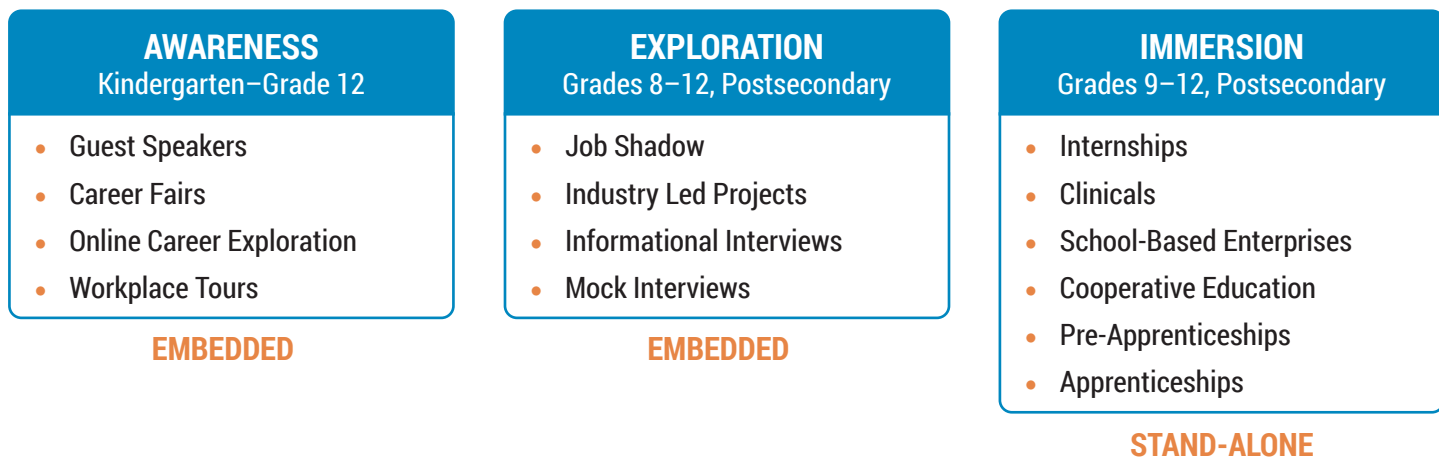 AWARENESS
Kindergarten–Grade 12
• Guest Speakers
• Career Fairs
• Online Career Exploration
• Workplace Tours
EMBEDDED
EXPLORATION
Grades 8–12, Postsecondary
• Job Shadow
• Industry Led Projects
• Informational Interviews
• Mock Interviews
EMBEDDED
IMMERSION
Grades 9–12, Postsecondary
• Internships
• Clinicals
• School-Based Enterprises
• Cooperative Education
• Pre-Apprenticeships
• Apprenticeships
STAND-ALONE